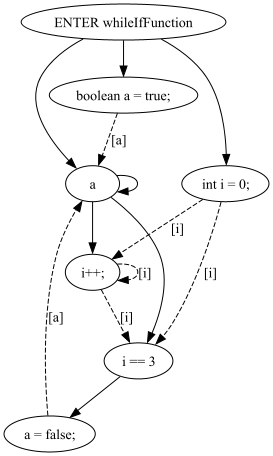 ENTER whileIfFunction
boolean a = true;
[a]
a
int i = 0;
[i]
i++;
[i]
[i]
[a]
[i]
i == 3
a = false;